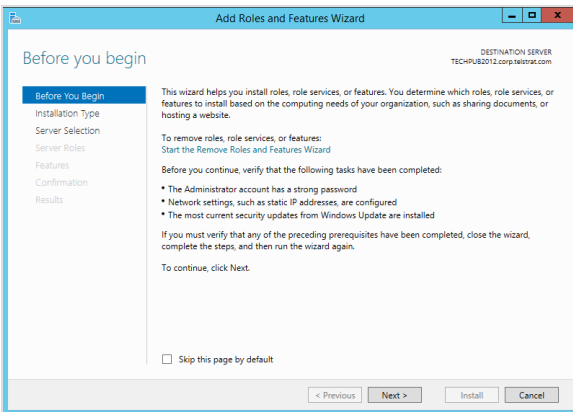 Add Roles and Features Wizard
Before you begin
DESTINATION SERVER
TECHPUB2012.corp.telstrat.com
Before You Begin
Installation Type
Server Selection
Server Roles
Features
Confirmation
Results
This wizard helps you install roles, role services, or features. You determine which roles, role services, or
features to install based on the computing needs of your organization, such as sharing documents, or
hosting a website.
To remove roles, role services, or features:
Start the Remove Roles and Features Wizard
Before you continue, verify that the following tasks have been completed:
• The Administrator account has a strong password
• Network settings, such as static IP addresses, are configured
• The most current security updates from Windows Update are installed
If you must verify that any of the preceding prerequisites have been completed, close the wizard,
complete the steps, and then run the wizard again.
To continue, click Next.
Skip this page by default
< Previous
Next >
Install
Cancel